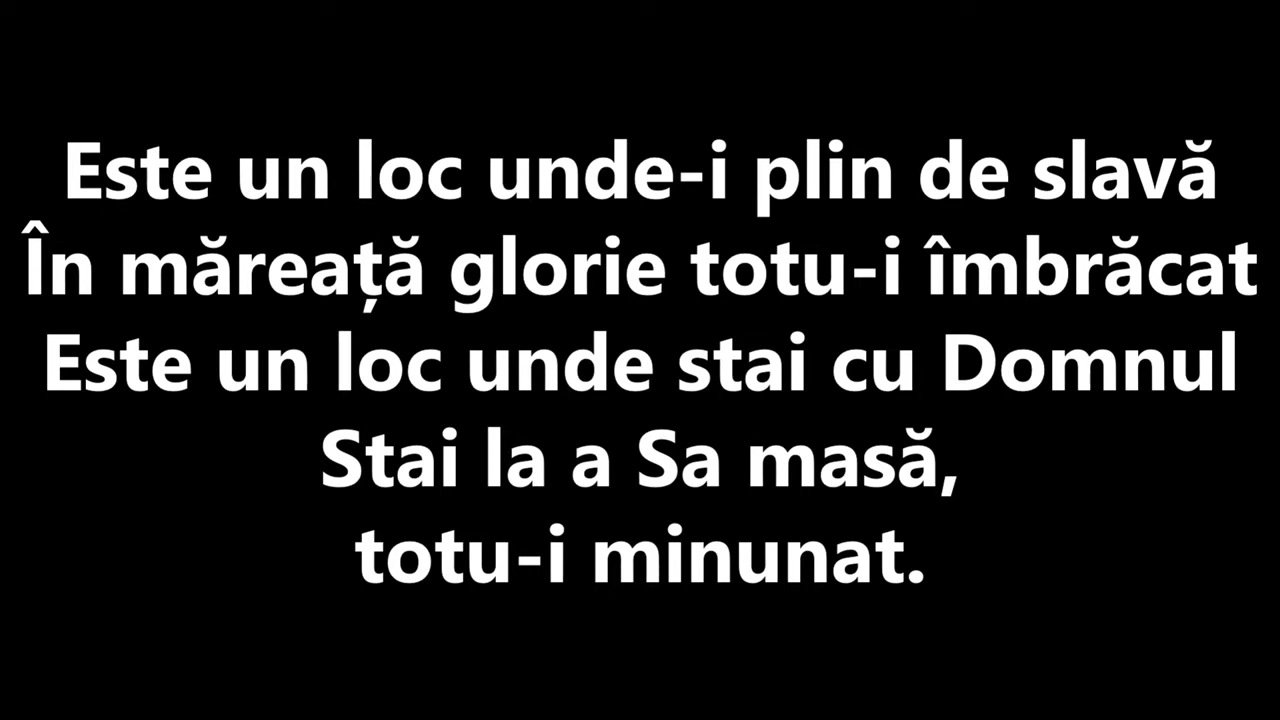 Este un loc unde-i plin de slavă
În măreață glorie totu-i îmbrăcat
Este un loc unde stai cu Domnul
Stai la a Sa masă,
totu-i minunat.